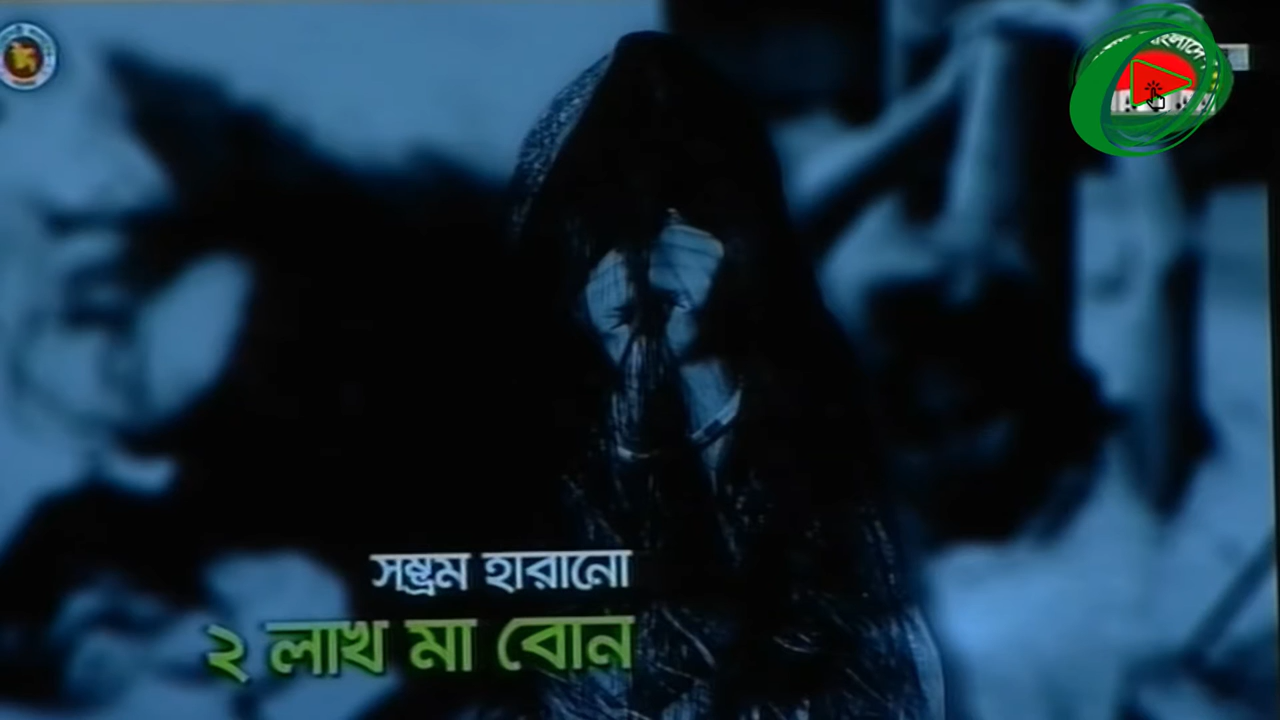 সম্ভ্রম হারানো
২ লাখ মা বোন